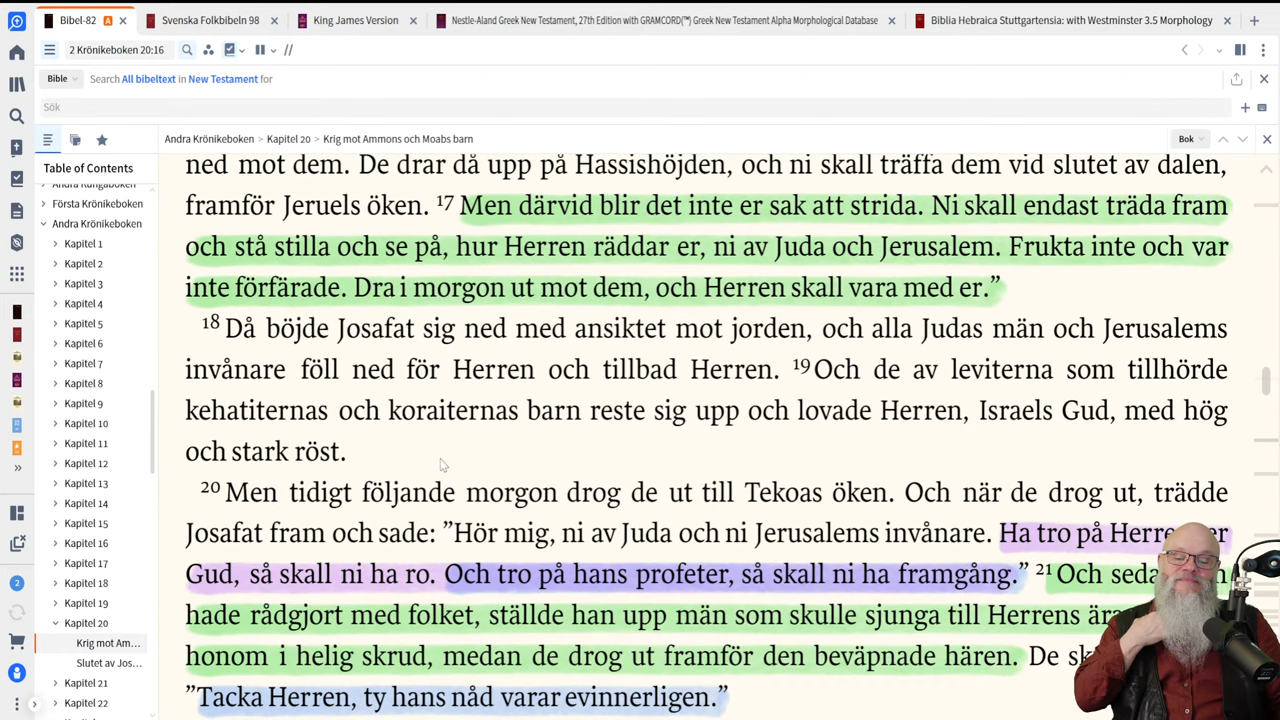 Bibel-82 A
Svenska Folkbibeln 98
King James Version
Nestle-Aland Greek New Testament, 27th Edition with GRAMCORD(™) Greek New Testament Alpha Morphological Database
Biblia Hebraica Stuttgartensia: with Westminster 3.5 Morphology
2 Krönikeboken 20:16
Bible
Search All bibeltext in New Testament for
Sök
Andra Krönikeboken > Kapitel 20 > Krig mot Ammons och Moabs barn
Bok
Table of Contents
Andra Kungaboken
Första Krönikeboken
Andra Krönikeboken
Kapitel 1
Kapitel 2
Kapitel 3
Kapitel 4
Kapitel 5
Kapitel 6
Kapitel 7
Kapitel 8
Kapitel 9
Kapitel 10
Kapitel 11
Kapitel 12
Kapitel 13
Kapitel 14
Kapitel 15
Kapitel 16
Kapitel 17
Kapitel 18
Kapitel 19
Kapitel 20
Krig mot Am...
Slutet av Jos...
Kapitel 21
Kapitel 22
2
ned mot dem. De drar då upp på Hassishöjden, och ni skall träffa dem vid slutet av dalen,
framför Jeruels öken. 17 Men därvid blir det inte er sak att strida. Ni skall endast träda fram
och stå stilla och se på, hur Herren räddar er, ni av Juda och Jerusalem. Frukta inte och var
inte förfärade. Dra i morgon ut mot dem, och Herren skall vara med er.”
18 Då böjde Josafat sig ned med ansiktet mot jorden, och alla Judas män och Jerusalems
invånare föll ned för Herren och tillbad Herren. 19 Och de av leviterna som tillhörde
kehatiternas och koraiternas barn reste sig upp och lovade Herren, Israels Gud, med hög
och stark röst.
20 Men tidigt följande morgon drog de ut till Tekoas öken. Och när de drog ut, trädde
Josafat fram och sade: ”Hör mig, ni av Juda och ni Jerusalems invånare. Ha tro på Herre
Gud, så skall ni ha ro. Och tro på hans profeter, så skall ni ha framgång.” 21 Och seda
hade rådgjort med folket, ställde han upp män som skulle sjunga till Herrens ära
honom i helig skrud, medan de drog ut framför den beväpnade hären. De
”Tacka Herren, ty hans nåd varar evinnerligen.”